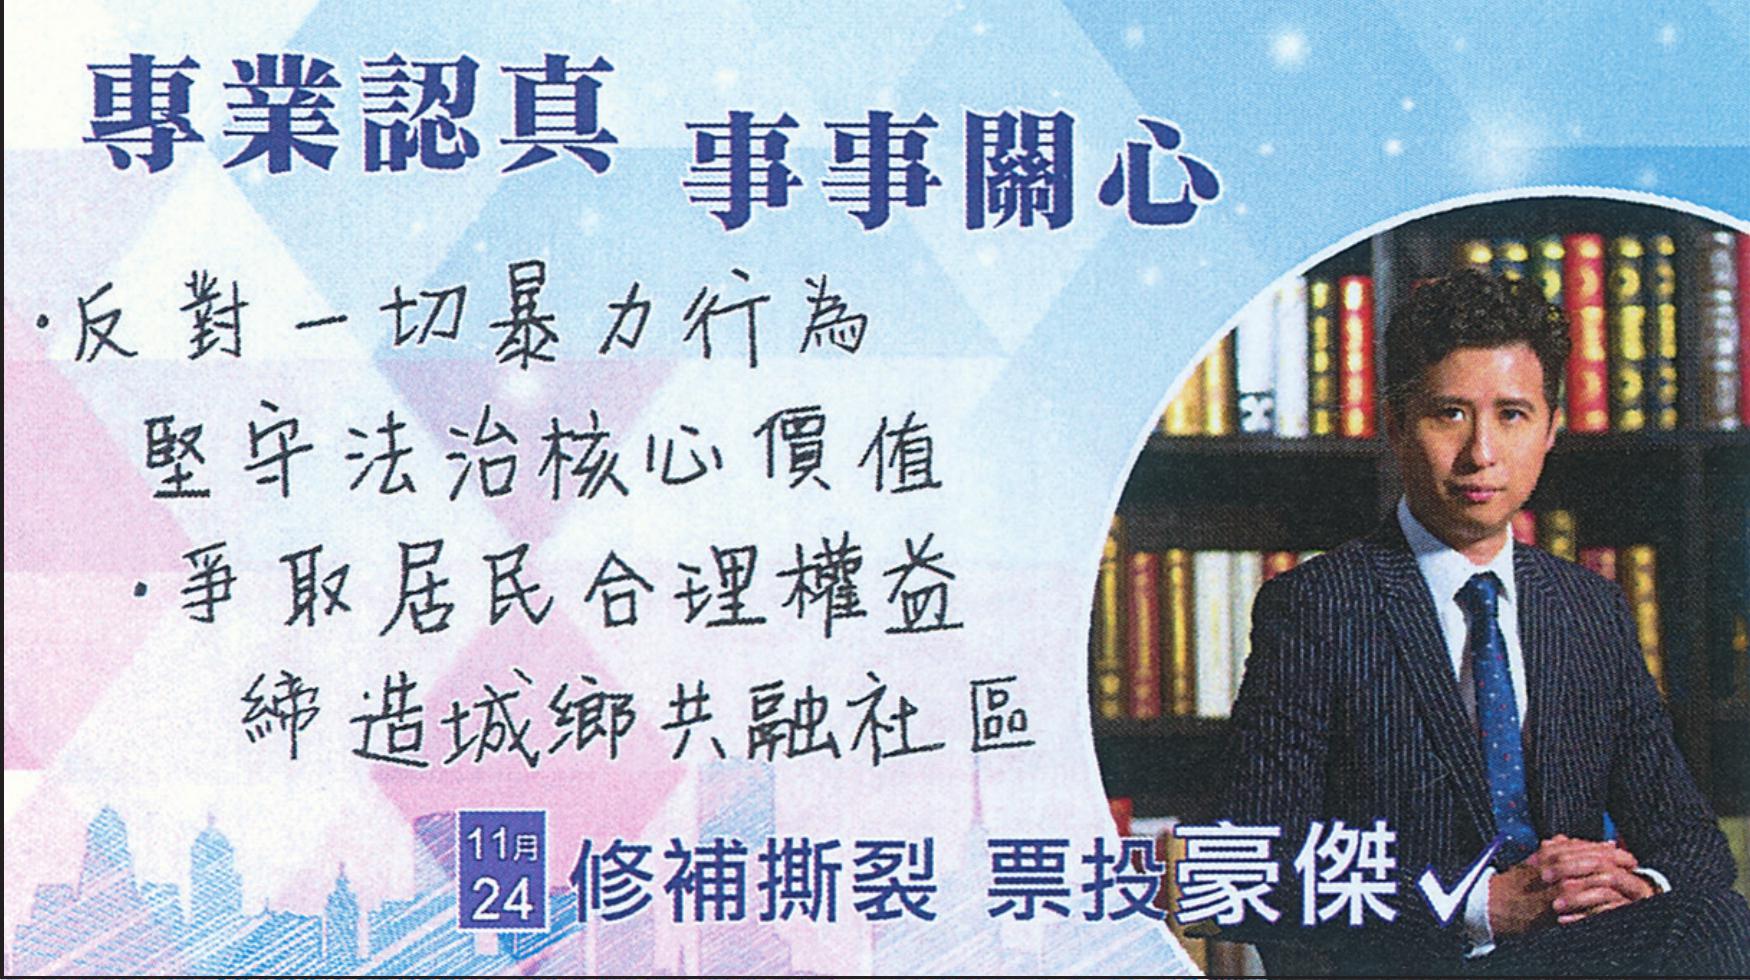 專業認真
事事關心
·反對一切暴力行為
堅守法治核心價值
·爭取居民合理權益
締造城鄉共融社區
11月
24
修補撕裂 票投豪傑✓